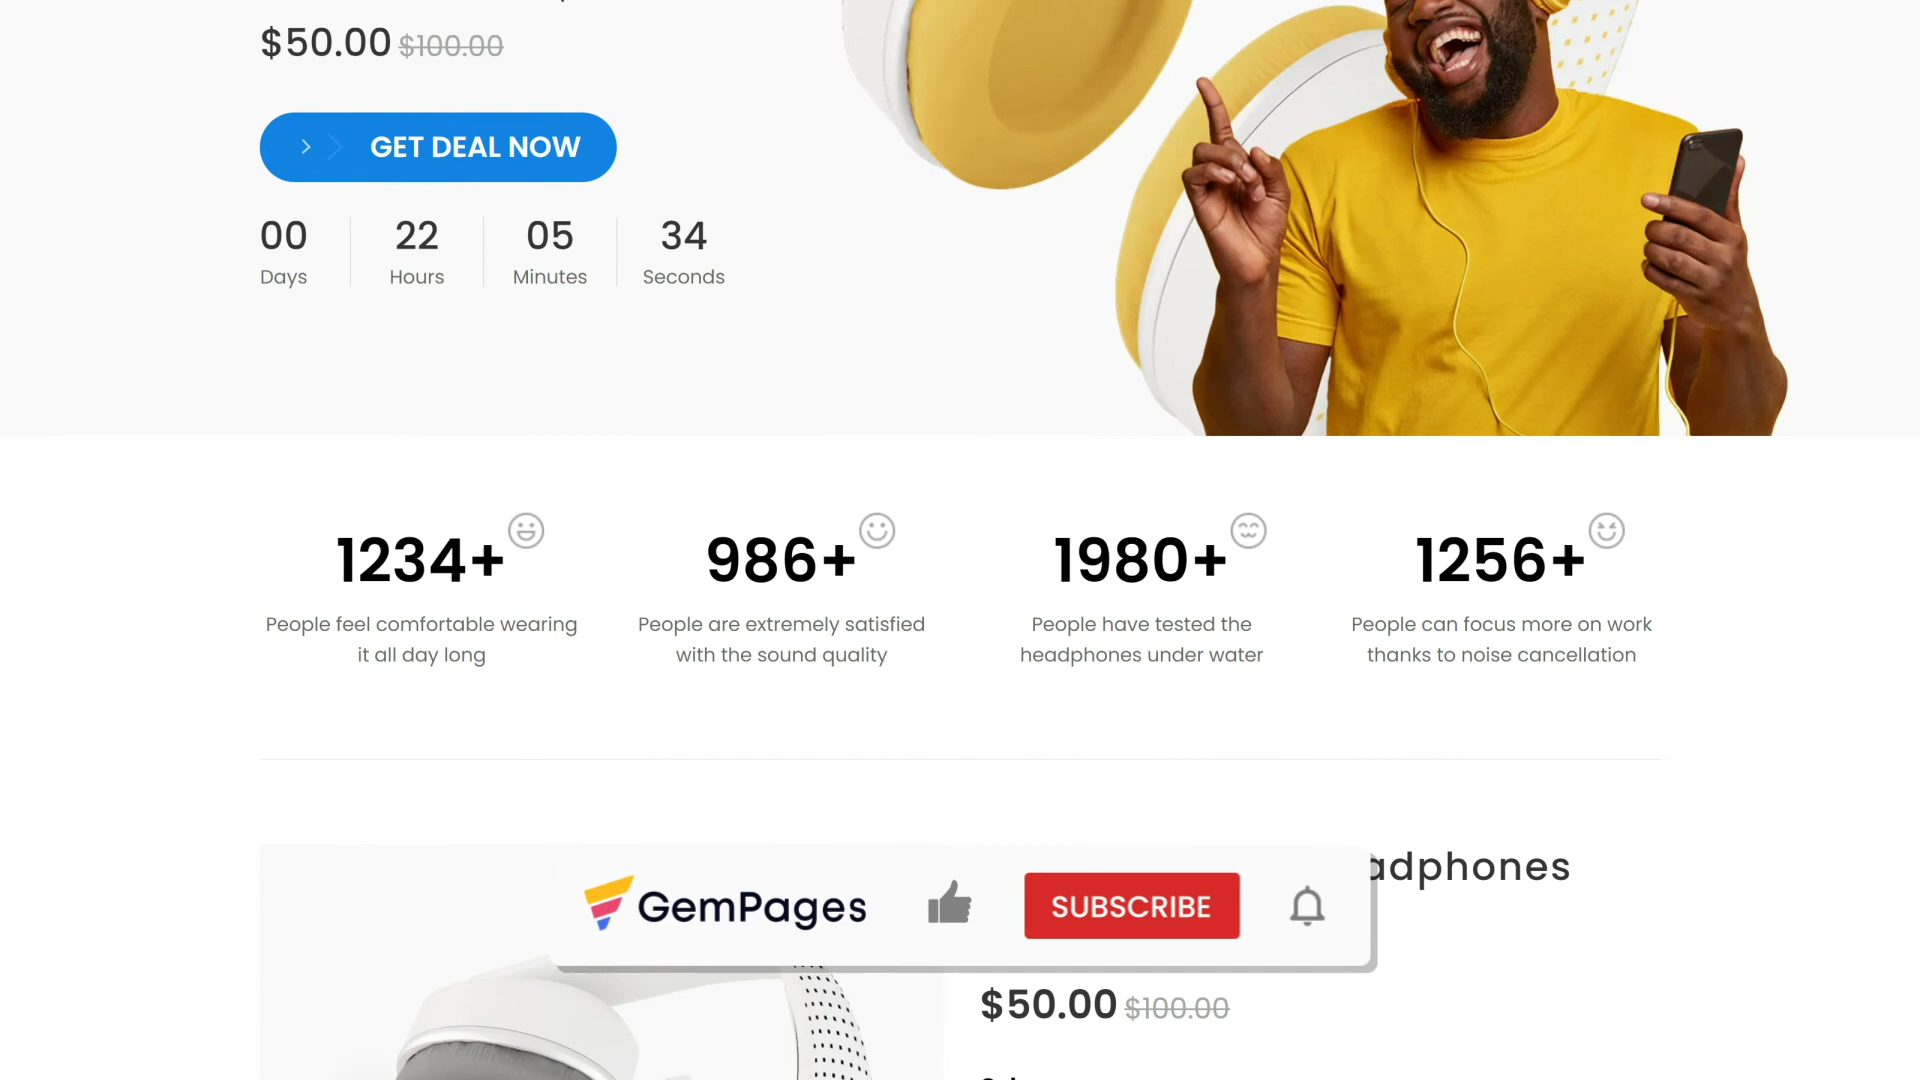 $50.00 $100.00
GET DEAL NOW
00 22 05 34
Days Hours Minutes Seconds
1234+ 986+ 1980+ 1256+
People feel comfortable wearing
it all day long
People are extremely satisfied
with the sound quality
People have tested the
headphones under water
People can focus more on work
thanks to noise cancellation
adphones
GemPages SUBSCRIBE
$50.00 $100.00